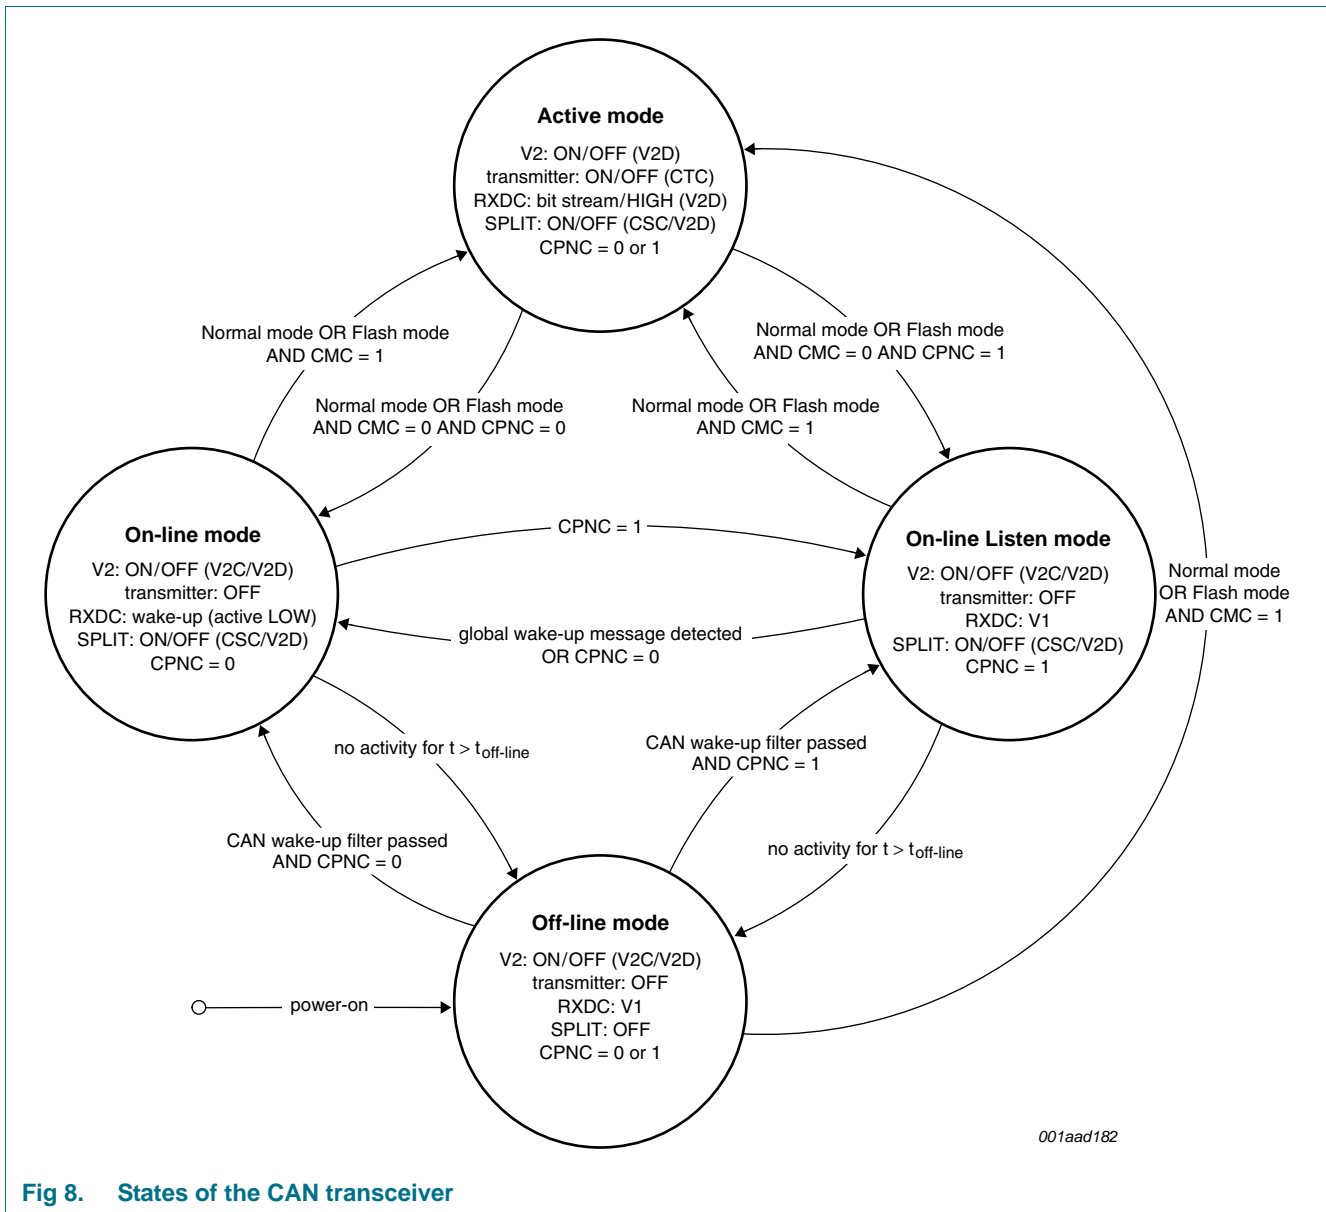 Active mode
V2: ON/OFF (V2D)
transmitter: ON/OFF (CTC)
RXDC: bit stream/HIGH (V2D)
SPLIT: ON/OFF (CSC/V2D)
CPNC = 0 or 1
Normal mode OR Flash mode
AND CMC = 1
Normal mode OR Flash mode
AND CMC = 0 AND CPNC = 1
Normal mode OR Flash mode
AND CMC = 0 AND CPNC = 0
Normal mode OR Flash mode
AND CMC = 1
On-line mode
V2: ON/OFF (V2C/V2D)
transmitter: OFF
RXDC: wake-up (active LOW)
SPLIT: ON/OFF (CSC/V2D)
CPNC = 0
CPNC = 1
On-line Listen mode
V2: ON/OFF (V2C/V2D)
transmitter: OFF
RXDC: V1
SPLIT: ON/OFF (CSC/V2D)
CPNC = 1
Normal mode
OR Flash mode
AND CMC = 1
global wake-up message detected
OR CPNC = 0
no activity for t > toff-line
CAN wake-up filter passed
AND CPNC = 1
CAN wake-up filter passed
AND CPNC = 0
no activity for t > toff-line
Off-line mode
V2: ON/OFF (V2C/V2D)
transmitter: OFF
RXDC: V1
SPLIT: OFF
CPNC = 0 or 1
power-on
001aad182
Fig 8. States of the CAN transceiver